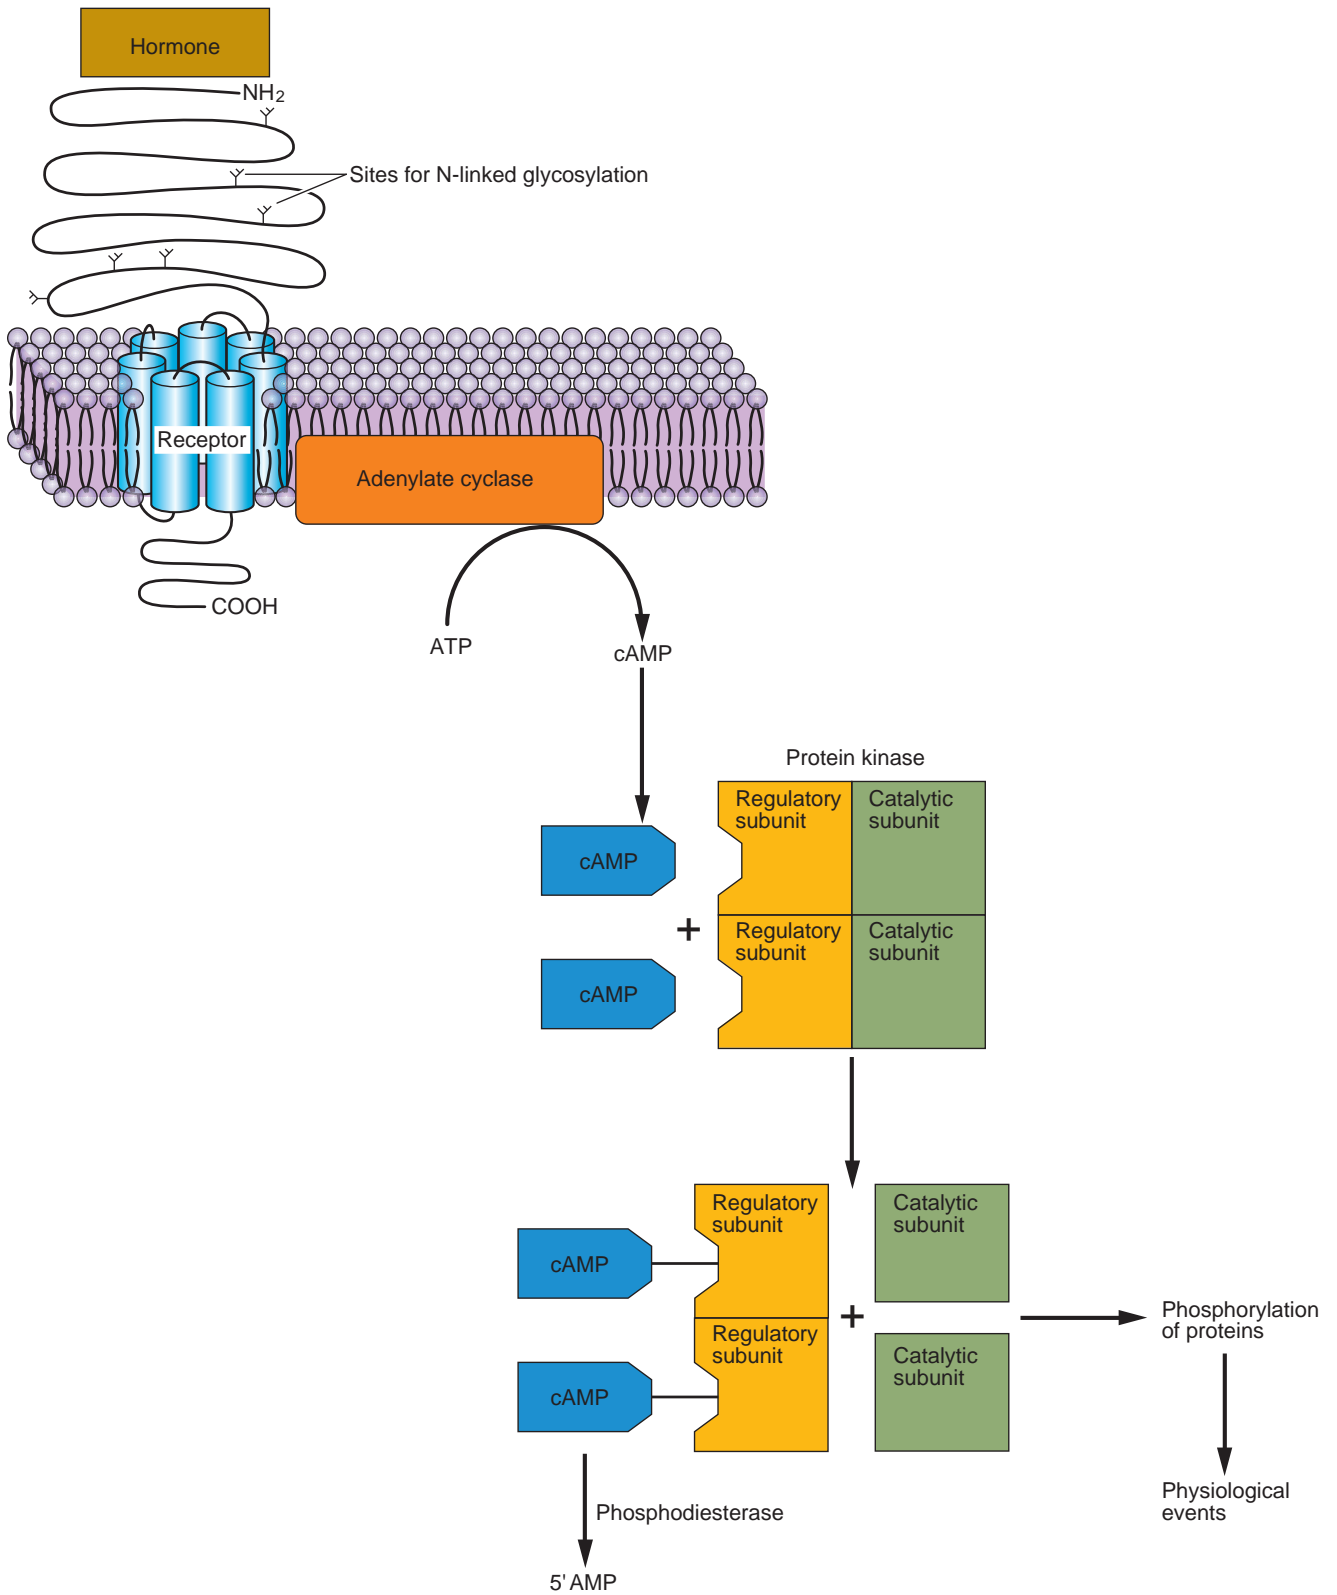 Hormone
NH2
Sites for N-linked glycosylation
Receptor
Adenylate cyclase
COOH
ATP
cAMP
Protein kinase
Regulatory
subunit
Catalytic
subunit
cAMP
+
Regulatory
subunit
Catalytic
subunit
cAMP
Regulatory
subunit
Catalytic
subunit
cAMP
+
Phosphorylation
of proteins
Regulatory
subunit
Catalytic
subunit
cAMP
Physiological
events
Phosphodiesterase
5' AMP